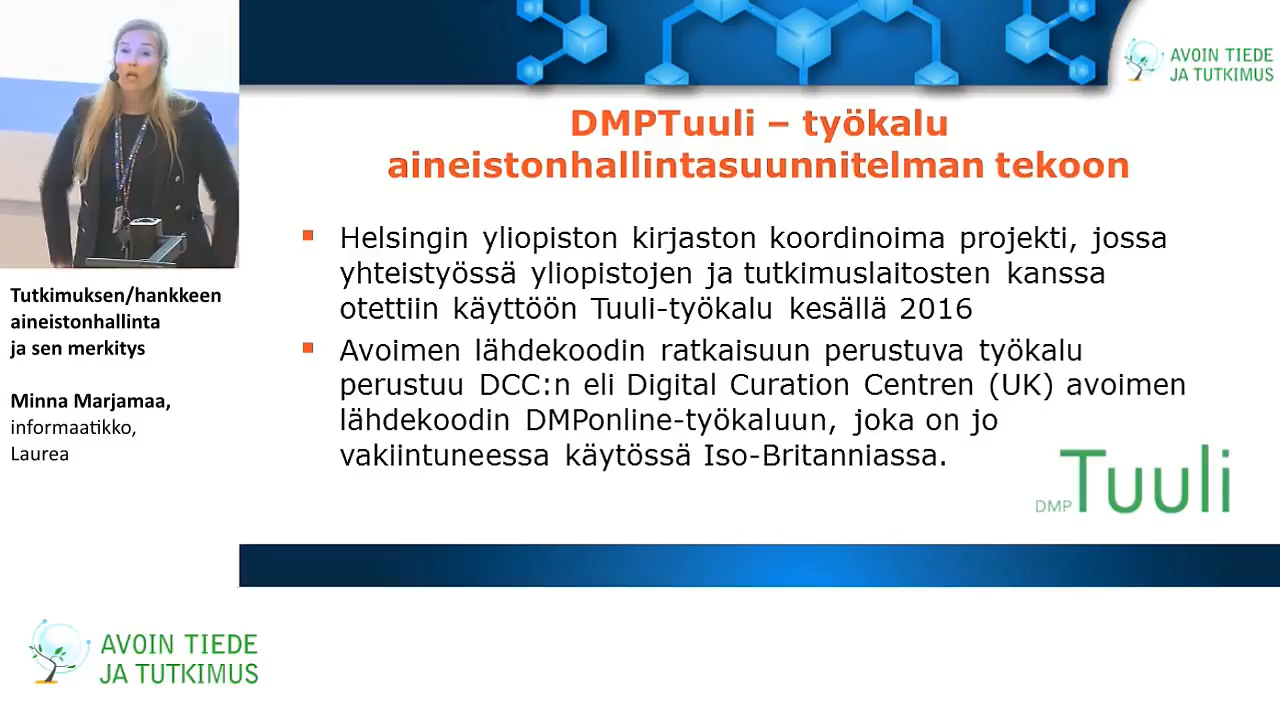 AVOIN TIEDE
JA TUTKIMUS
DMPTuuli – työkalu
aineistonhallintasuunnitelman tekoon
▪ Helsingin yliopiston kirjaston koordinoima projekti, jossa
yhteistyössä yliopistojen ja tutkimuslaitosten kanssa
otettiin käyttöön Tuuli-työkalu kesällä 2016
▪ Avoimen lähdekoodin ratkaisuun perustuva työkalu
perustuu DCC:n eli Digital Curation Centren (UK) avoimen
lähdekoodin DMPonline-työkaluun, joka on jo
vakiintuneessa käytössä Iso-Britanniassa.
DMPTuuli
Tutkimuksen/hankkeen
aineistonhallinta
ja sen merkitys
Minna Marjamaa,
informaatikko,
Laurea
AVOIN TIEDE
JA TUTKIMUS